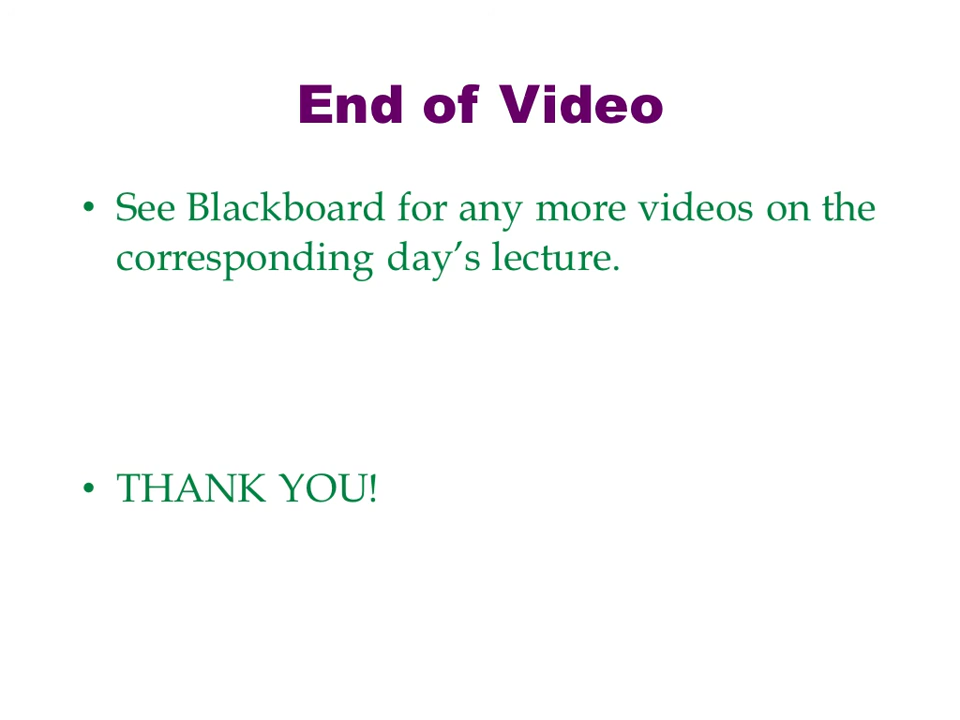 End of Video
• See Blackboard for any more videos on the
corresponding day’s lecture.
• THANK YOU!